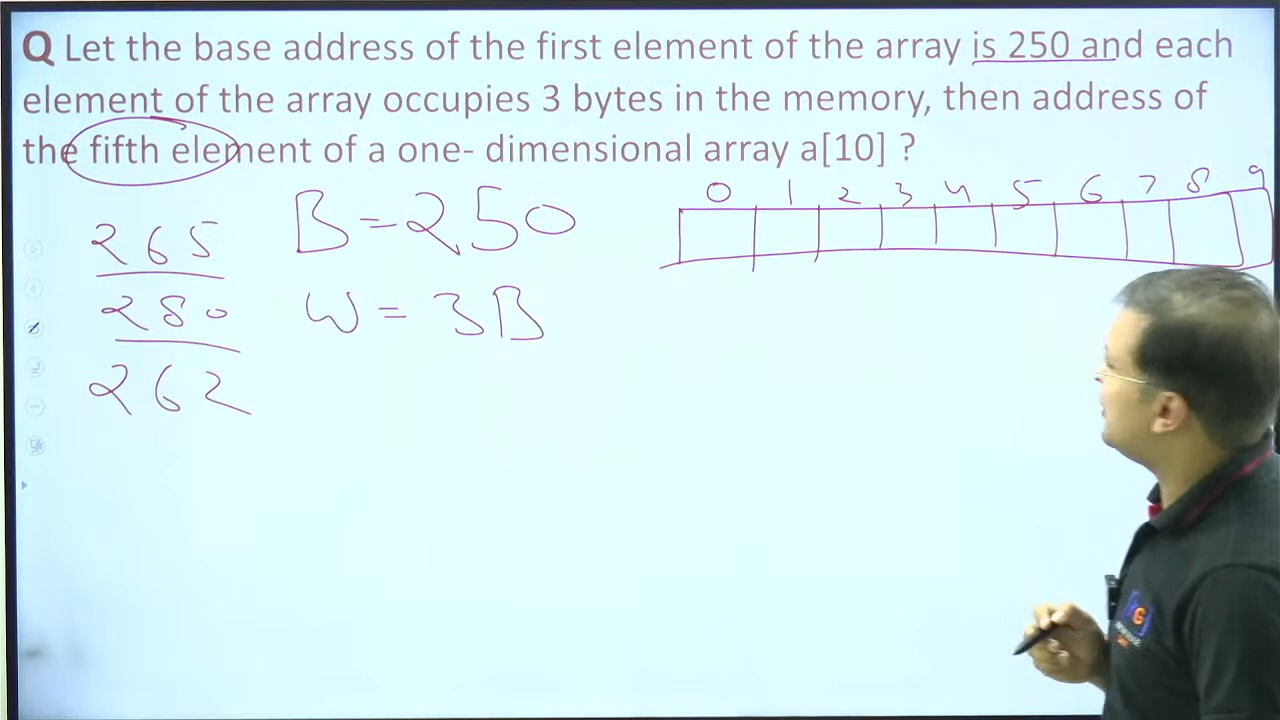 Q Let the base address of the first element of the array is 250 and each
element of the array occupies 3 bytes in the memory, then address of
the fifth element of a one- dimensional array a[10] ?
0 1 2 3 4 5 6 7 8 9
265
280
262
B = 250
W = 3B